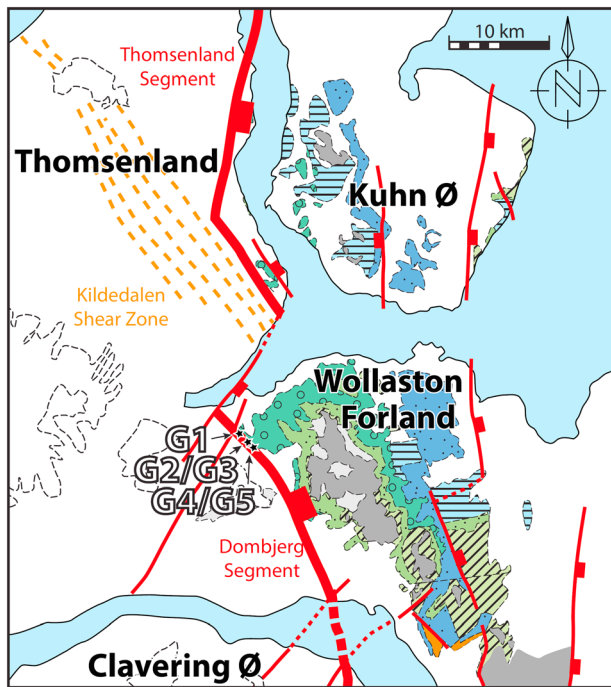 10 km
N
Thomsenland
Segment
Thomsenland
Kuhn Ø
Kildedalen
Shear Zone
Wollaston
Forland
G1
G2/G3
G4/G5
Dombjerg
Segment
Clavering Ø